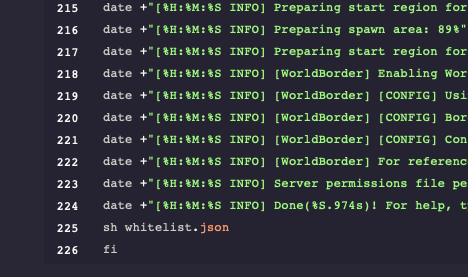 215 date +"[%H:%M:%S INFO] Preparing start region for
216 date +"[%H:%M:%S INFO] Preparing spawn area: 89%"
217 date +"[%H:%M:%S INFO] Preparing start region for
218 date +"[%H:%M:%S INFO] [WorldBorder] Enabling Wor
219 date +"[%H:%M:%S INFO] [WorldBorder] [CONFIG] Usi
220 date +"[%H:%M:%S INFO] [WorldBorder] [CONFIG] Bor
221 date +"[%H:%M:%S INFO] [WorldBorder] [CONFIG] Con
222 date +"[%H:%M:%S INFO] [WorldBorder] For referenc
223 date +"[%H:%M:%S INFO] Server permissions file pe
224 date +"[%H:%M:%S INFO] Done(%S.974s)! For help, t
225 sh whitelist.json
226 fi